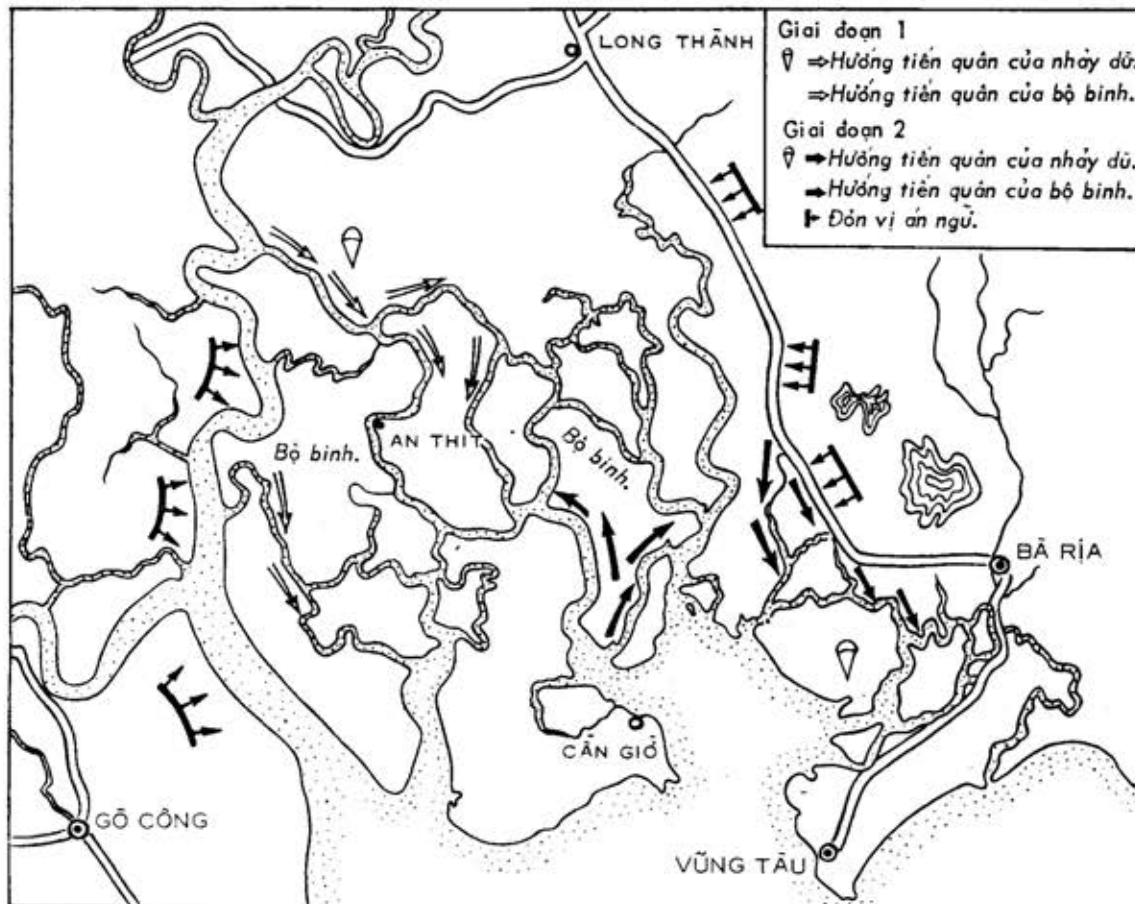 LONG THÀNH
Giai đoạn 1
⇒Hướng tiến quân của nhảy dù.
⇒Hướng tiến quân của bộ binh.
Giai đoạn 2
➡Hướng tiến quân của nhảy dù.
➡Hướng tiến quân của bộ binh.
Đơn vị án ngữ.
AN THIT
Bộ binh.
Bộ binh.
BÀ RỊA
CẦN GIỜ
GÒ CÔNG
VŨNG TÀU